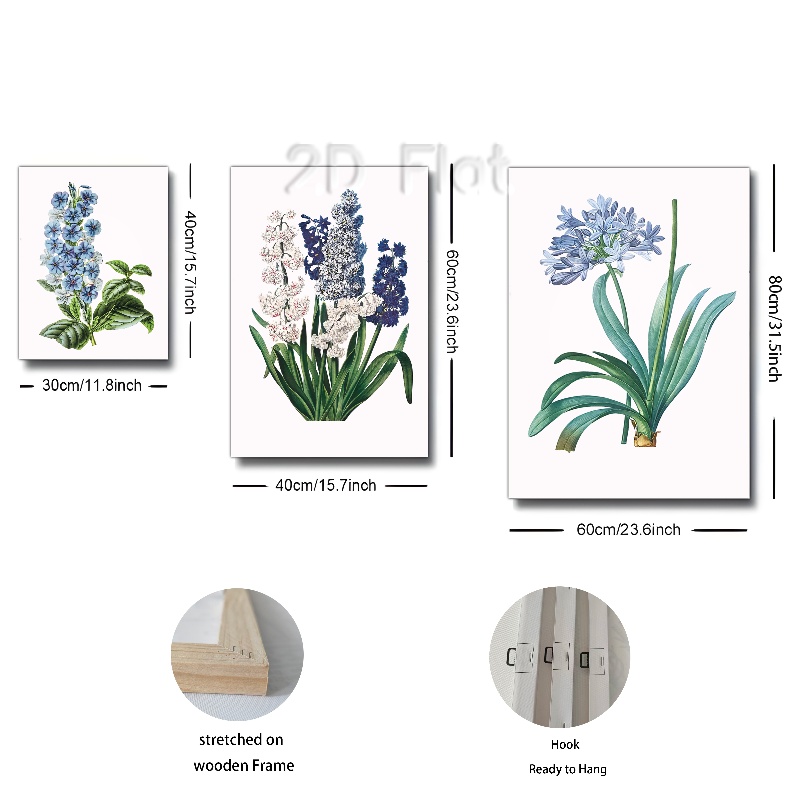 2D Flat
40cm/15.7inch
30cm/11.8inch
60cm/23.6inch
40cm/15.7inch
80cm/31.5inch
60cm/23.6inch
stretched on
wooden Frame
Hook
Ready to Hang